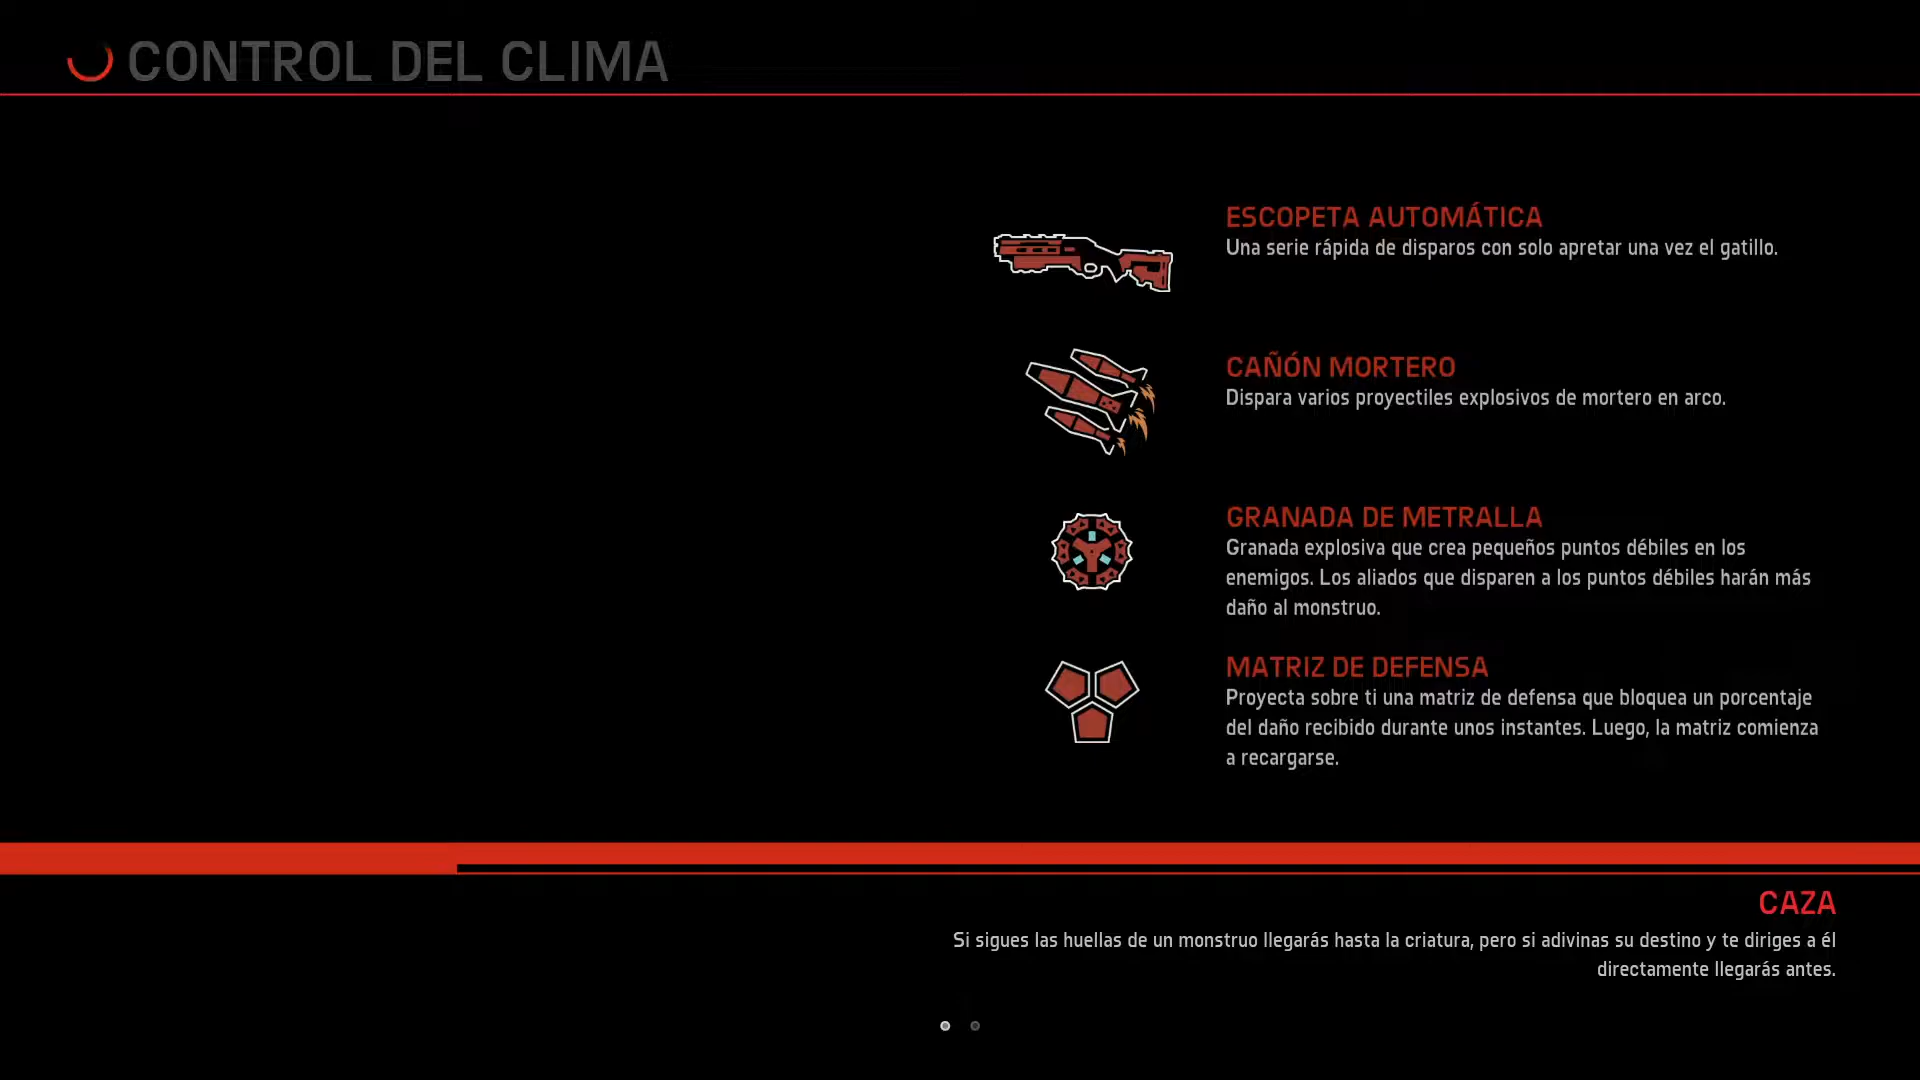 CONTROL DEL CLIMA
ESCOPETA AUTOMÁTICA
Una serie rápida de disparos con solo apretar una vez el gatillo.
CAÑÓN MORTERO
Dispara varios proyectiles explosivos de mortero en arco.
GRANADA DE METRALLA
Granada explosiva que crea pequeños puntos débiles en los
enemigos. Los aliados que disparen a los puntos débiles harán más
daño al monstruo.
MATRIZ DE DEFENSA
Proyecta sobre ti una matriz de defensa que bloquea un porcentaje
del daño recibido durante unos instantes. Luego, la matriz comienza
a recargarse.
CAZA
Si sigues las huellas de un monstruo llegarás hasta la criatura, pero si adivinas su destino y te diriges a él
directamente llegarás antes.